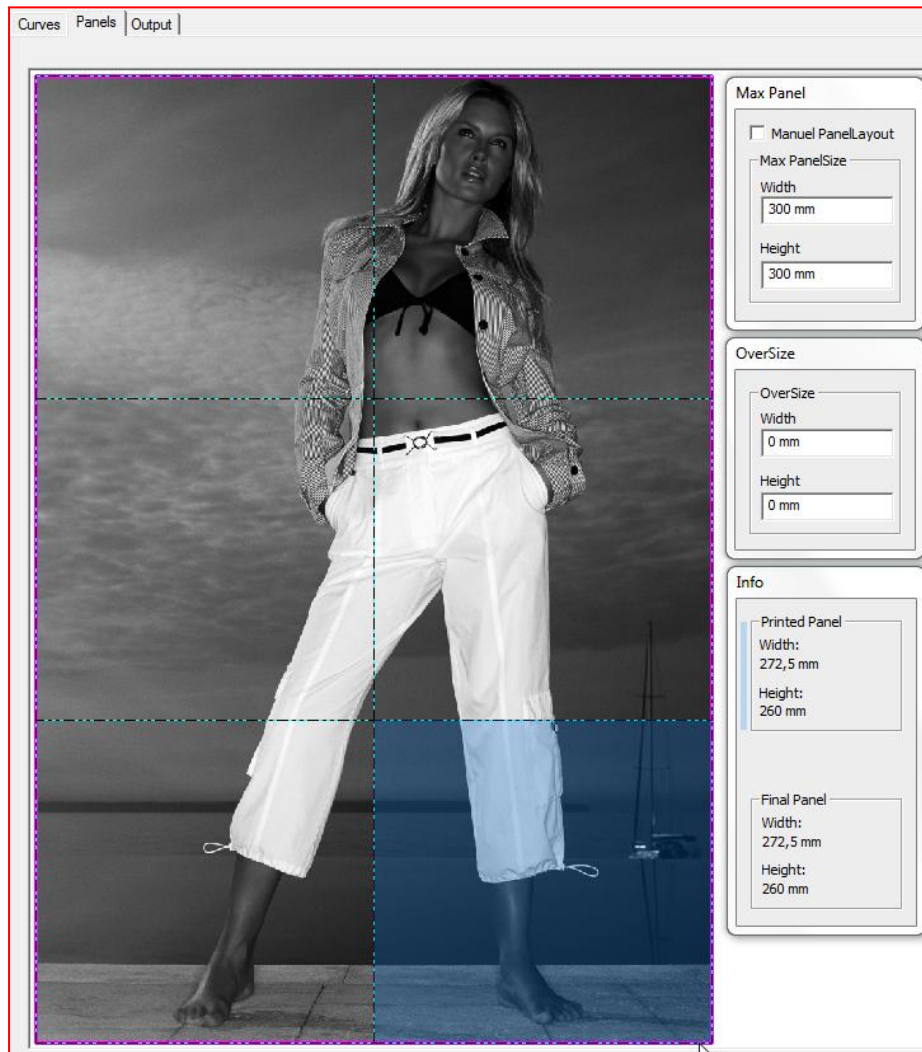 Curves Panels Output
Max Panel
Manuel PanelLayout
Max PanelSize
Width
300 mm
Height
300 mm
OverSize
OverSize
Width
0 mm
Height
0 mm
Info
Printed Panel
Width:
272,5 mm
Height:
260 mm
Final Panel
Width:
272,5 mm
Height:
260 mm